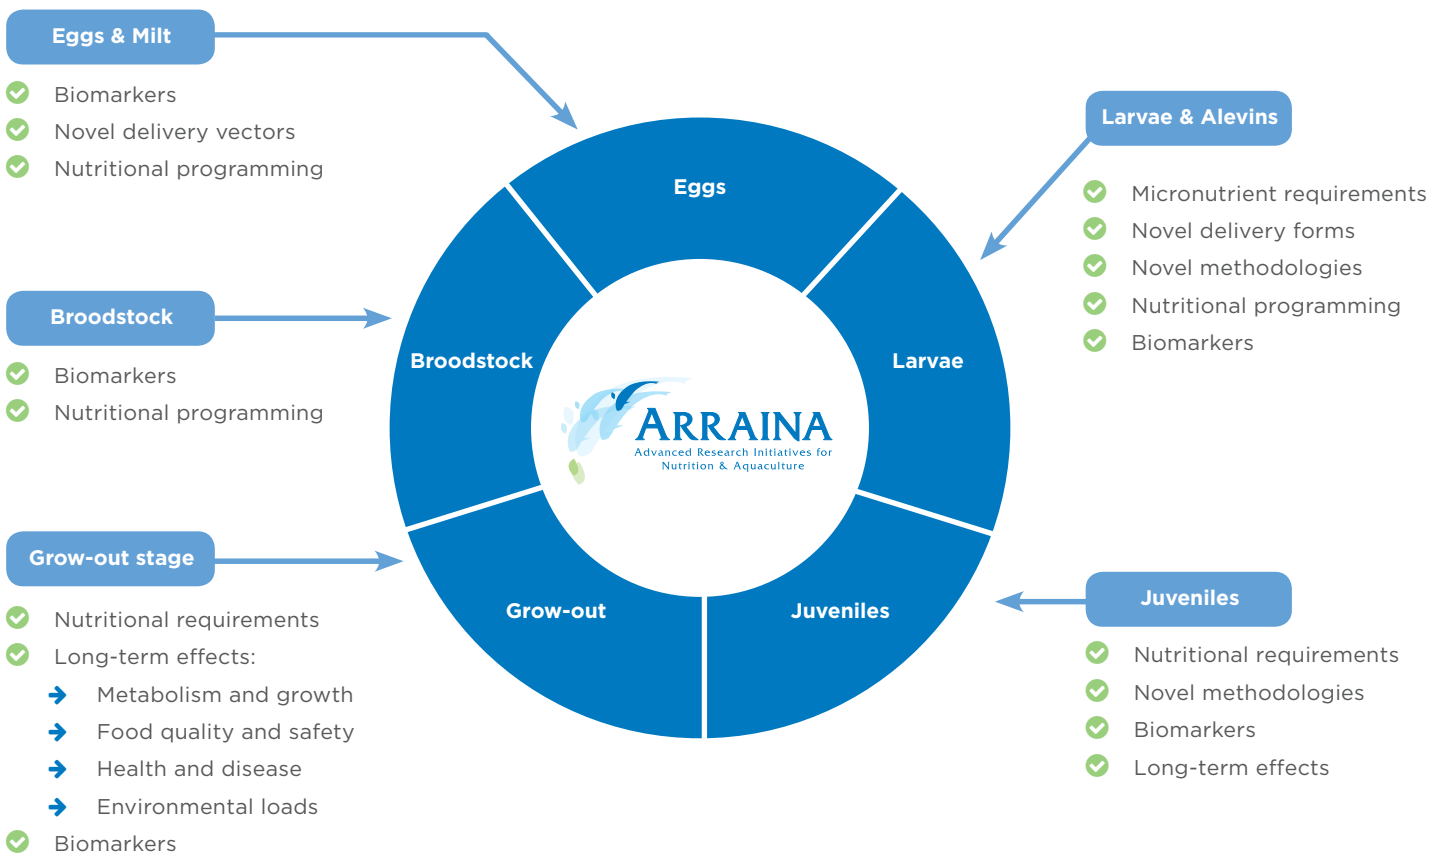 Eggs & Milt
Biomarkers
Novel delivery vectors
Nutritional programming
Broodstock
Biomarkers
Nutritional programming
Grow-out stage
Nutritional requirements
Long-term effects:
Metabolism and growth
Food quality and safety
Health and disease
Environmental loads
Biomarkers
Eggs
Broodstock
Larvae
Grow-out
Juveniles
ARRAINA
Advanced Research Initiatives for
Nutrition & Aquaculture
Larvae & Alevins
Micronutrient requirements
Novel delivery forms
Novel methodologies
Nutritional programming
Biomarkers
Juveniles
Nutritional requirements
Novel methodologies
Biomarkers
Long-term effects